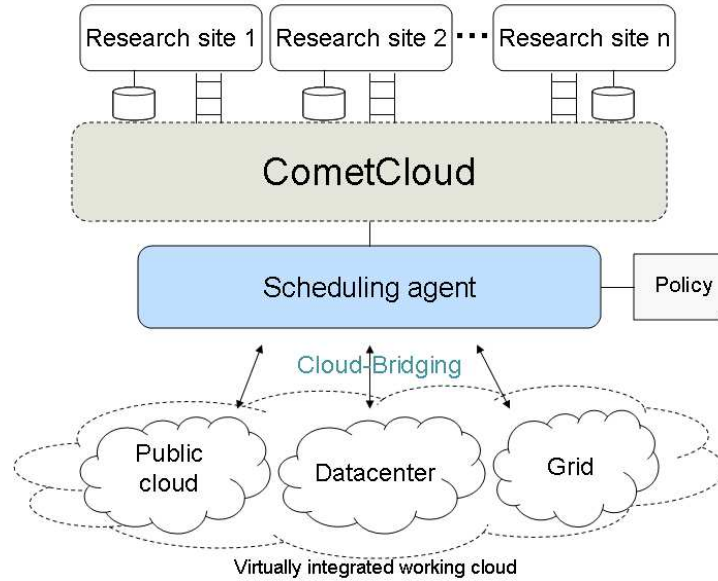 Research site 1
Research site 2
...
Research site n
CometCloud
Scheduling agent
Policy
Cloud-Bridging
Public
cloud
Datacenter
Grid
Virtually integrated working cloud